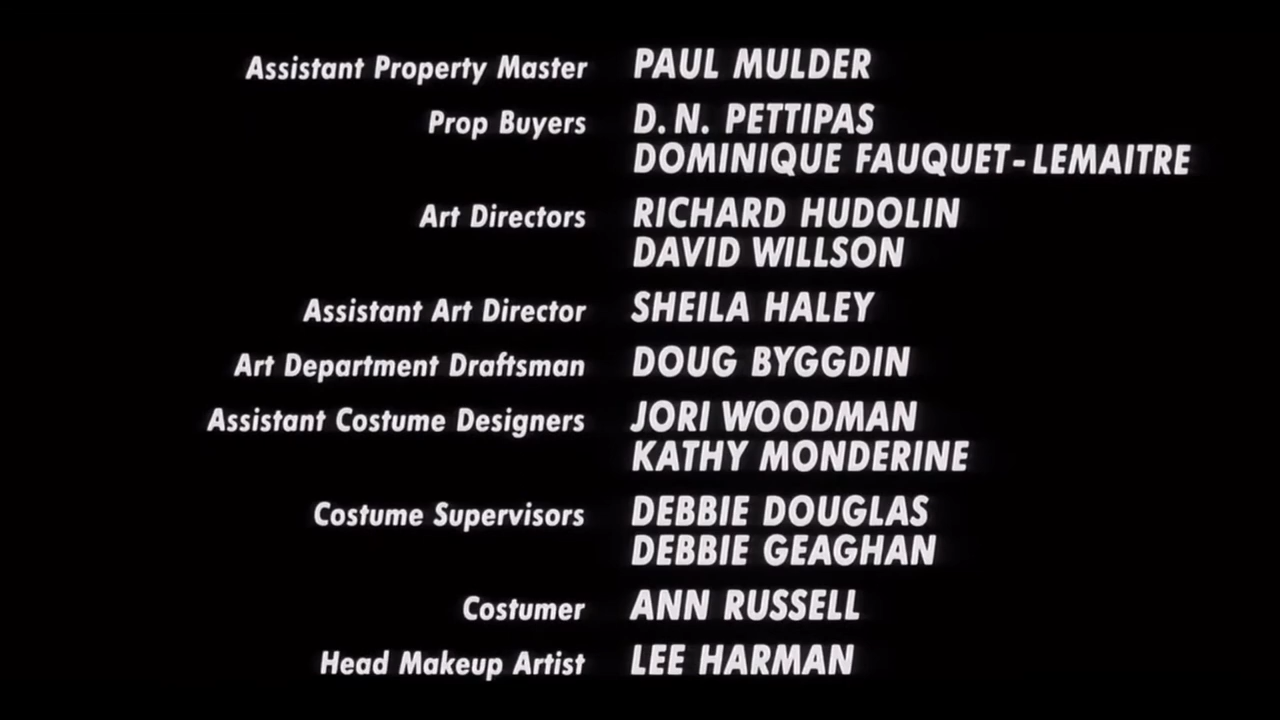 Assistant Property Master PAUL MULDER
Prop Buyers D. N. PETTIPAS
DOMINIQUE FAUQUET-LEMAITRE
Art Directors RICHARD HUDOLIN
DAVID WILLSON
Assistant Art Director SHEILA HALEY
Art Department Draftsman DOUG BYGGDIN
Assistant Costume Designers JORI WOODMAN
KATHY MONDERINE
Costume Supervisors DEBBIE DOUGLAS
DEBBIE GEAGHAN
Costumer ANN RUSSELL
Head Makeup Artist LEE HARMAN